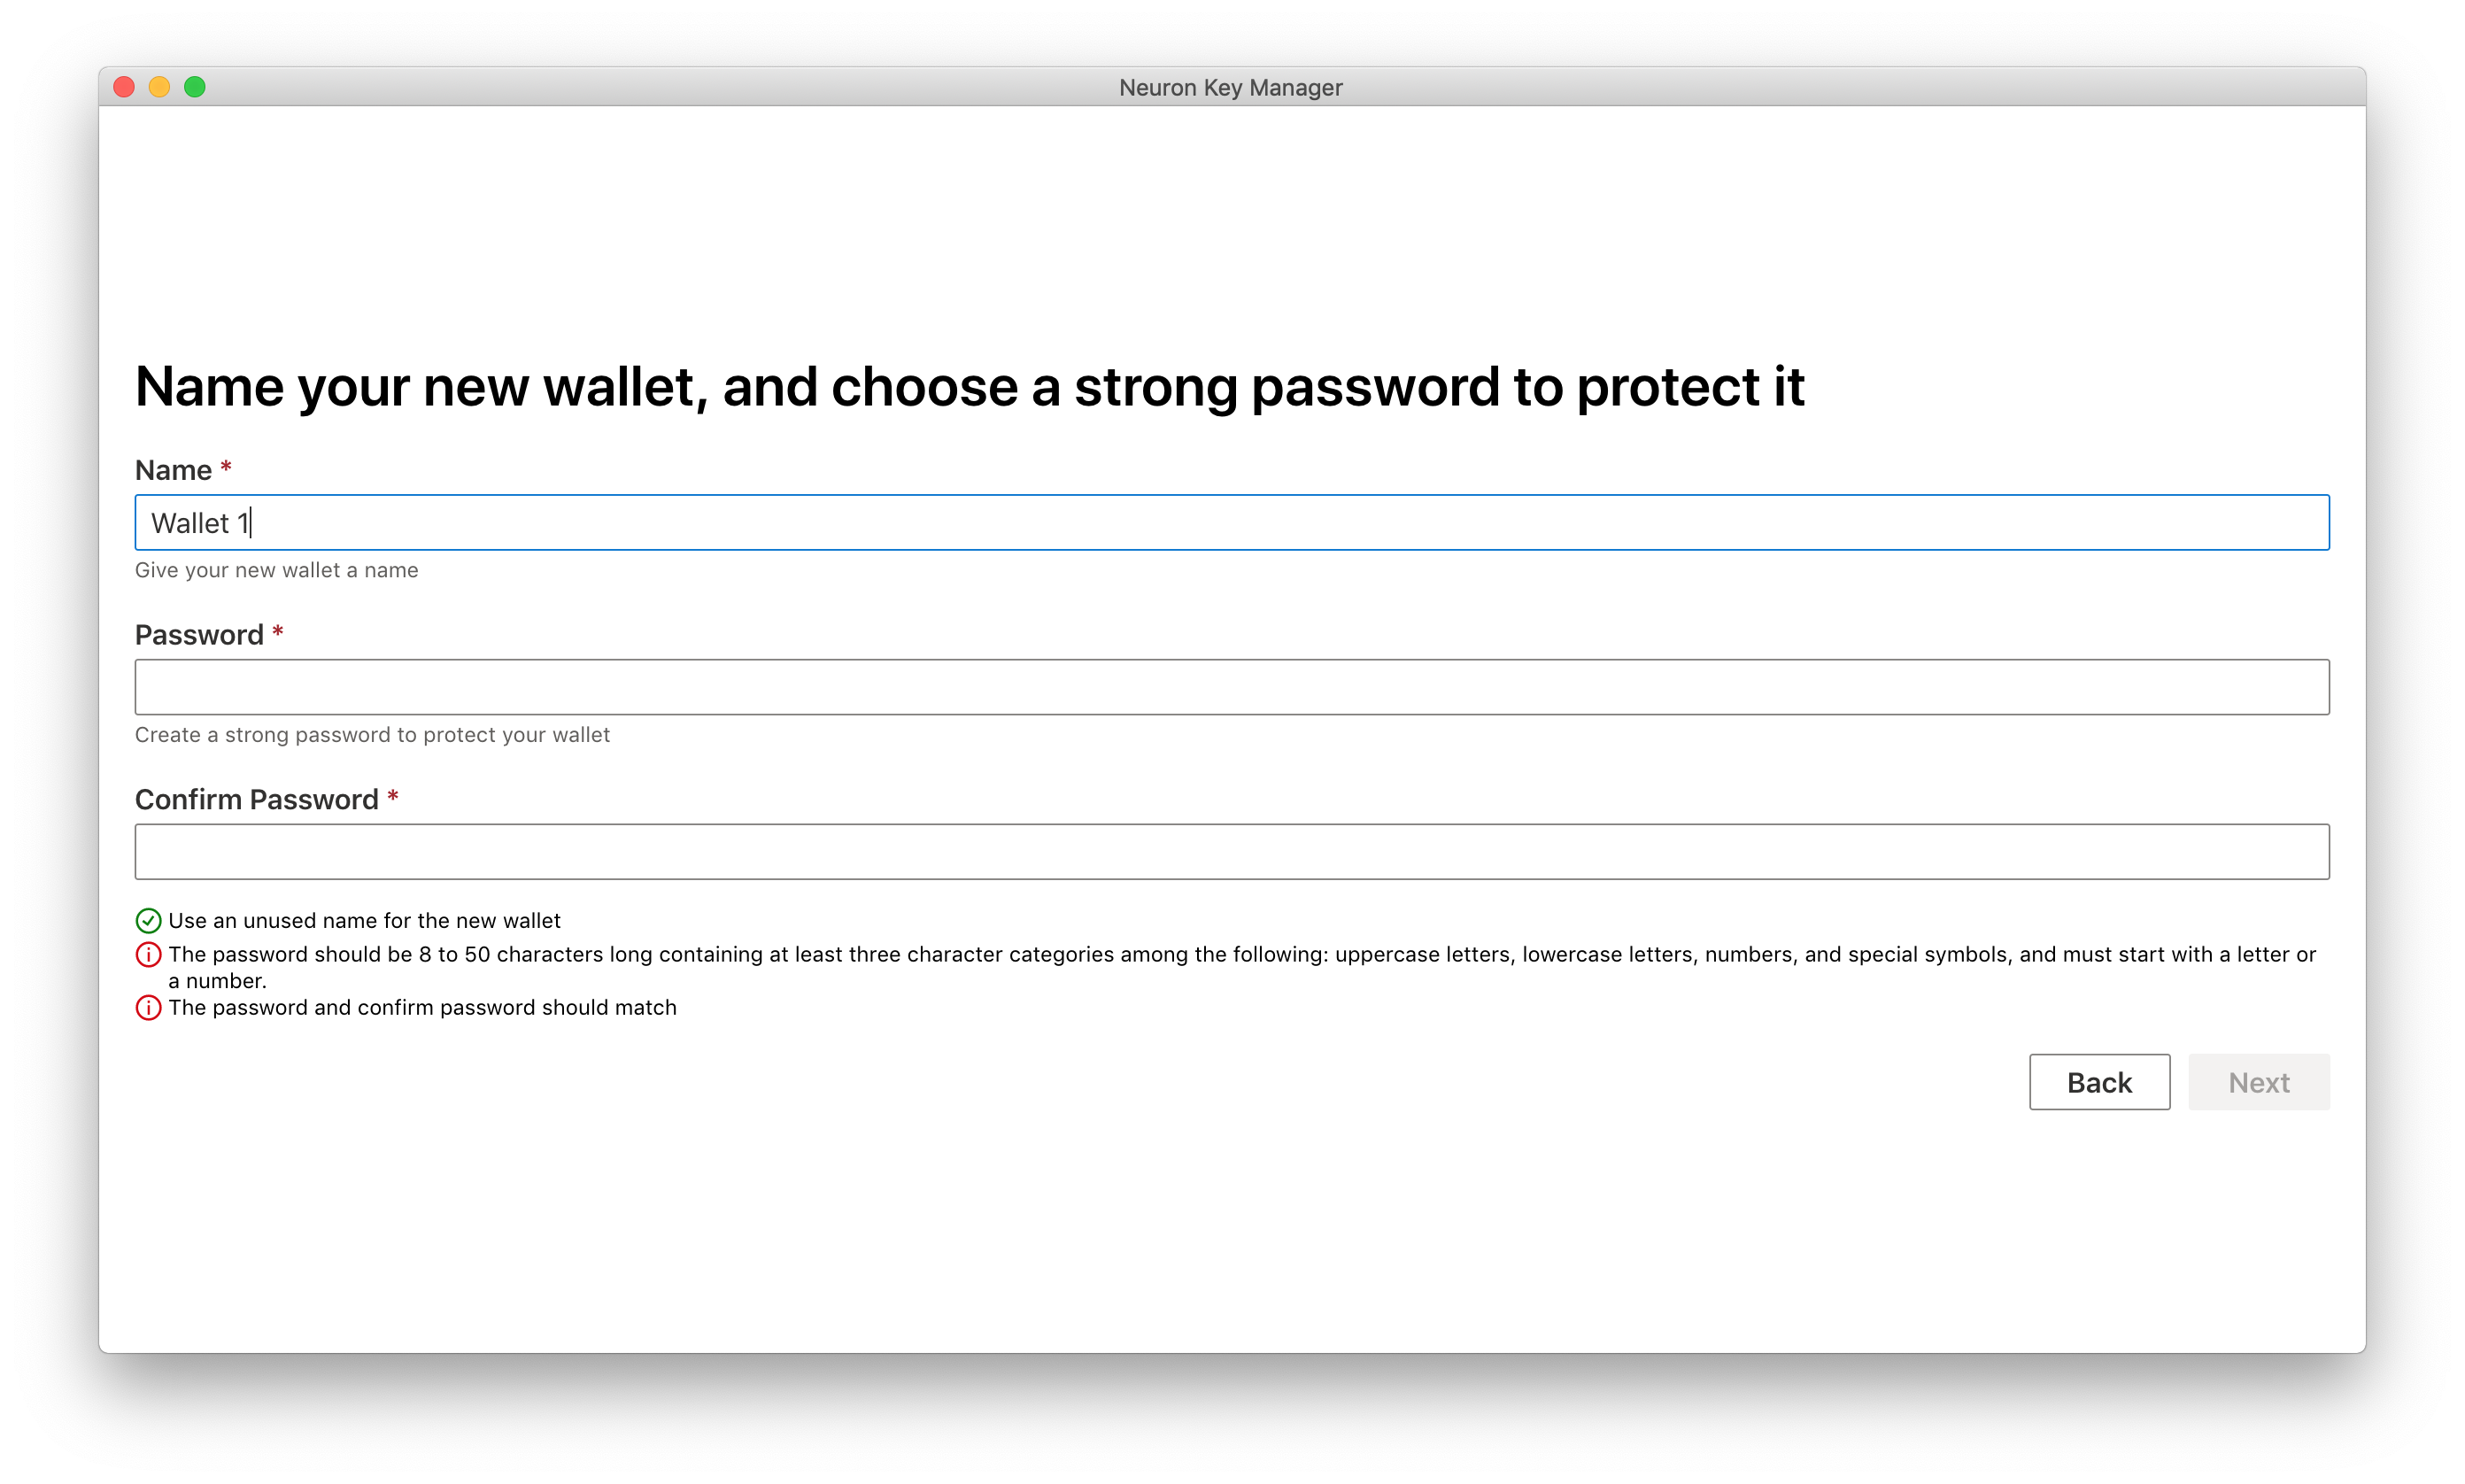 Neuron Key Manager
Name your new wallet, and choose a strong password to protect it
Name *
Wallet 1
Give your new wallet a name
Password *
Create a strong password to protect your wallet
Confirm Password *
Use an unused name for the new wallet
The password should be 8 to 50 characters long containing at least three character categories among the following: uppercase letters, lowercase letters, numbers, and special symbols, and must start with a letter or
a number.
The password and confirm password should match
Back
Next